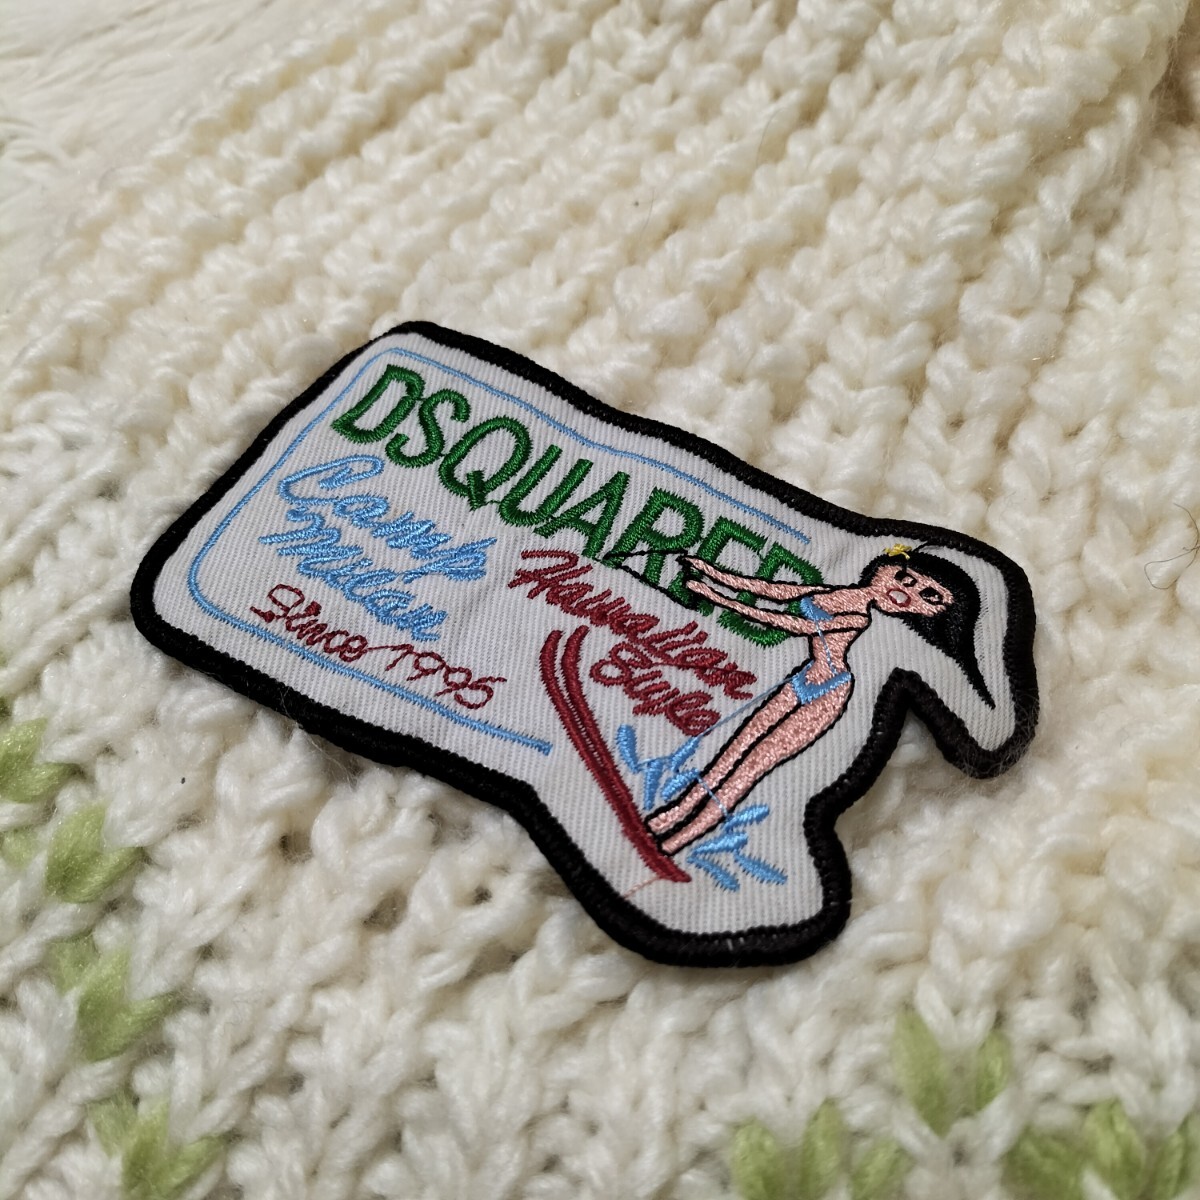 DSQUARED
Camp
Milan
Since 1995
Hawaiian
Style